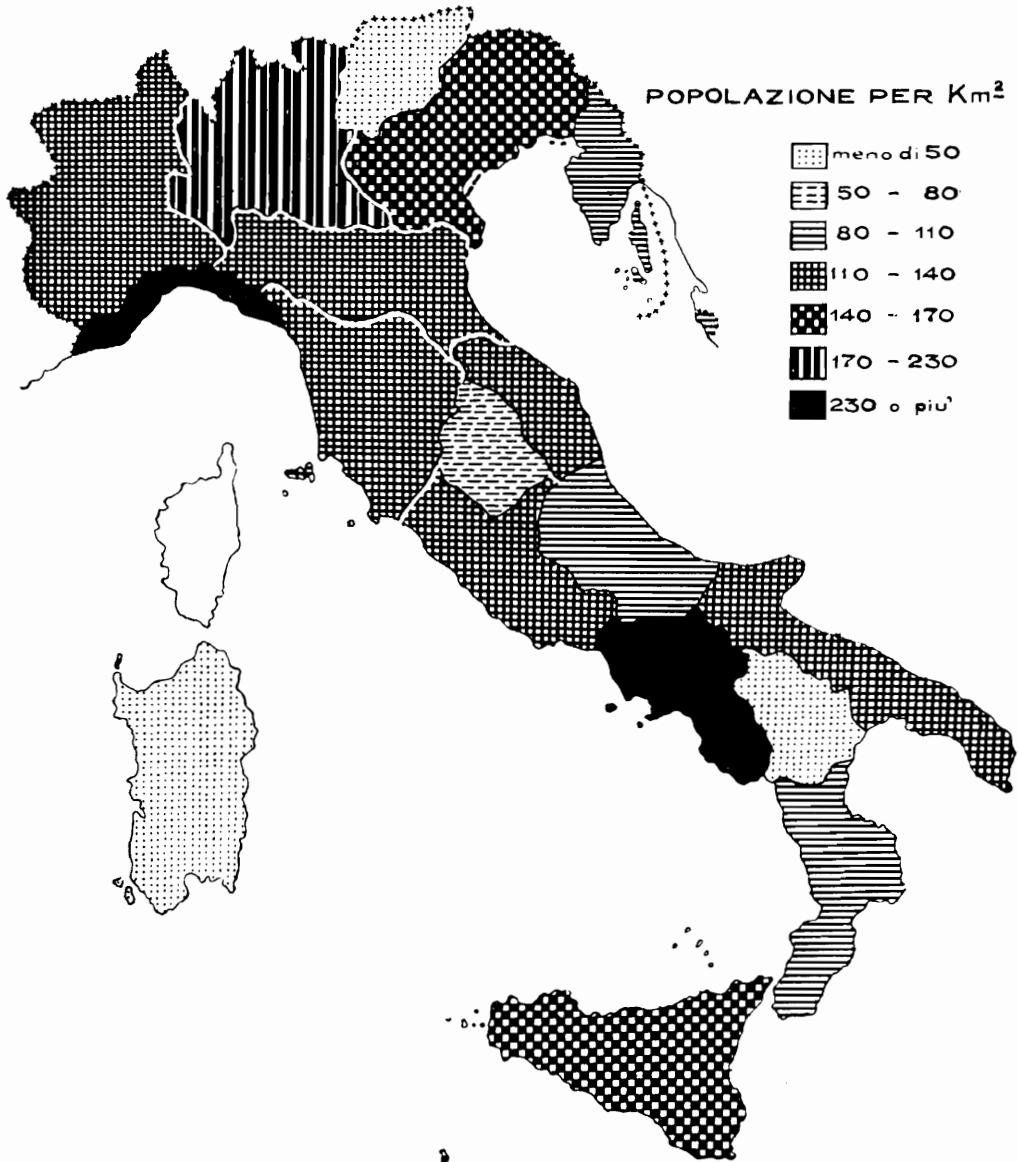 POPOLAZIONE PER Km²
meno di 50
50 - 80
80 - 110
110 - 140
140 - 170
170 - 230
230 o piu'